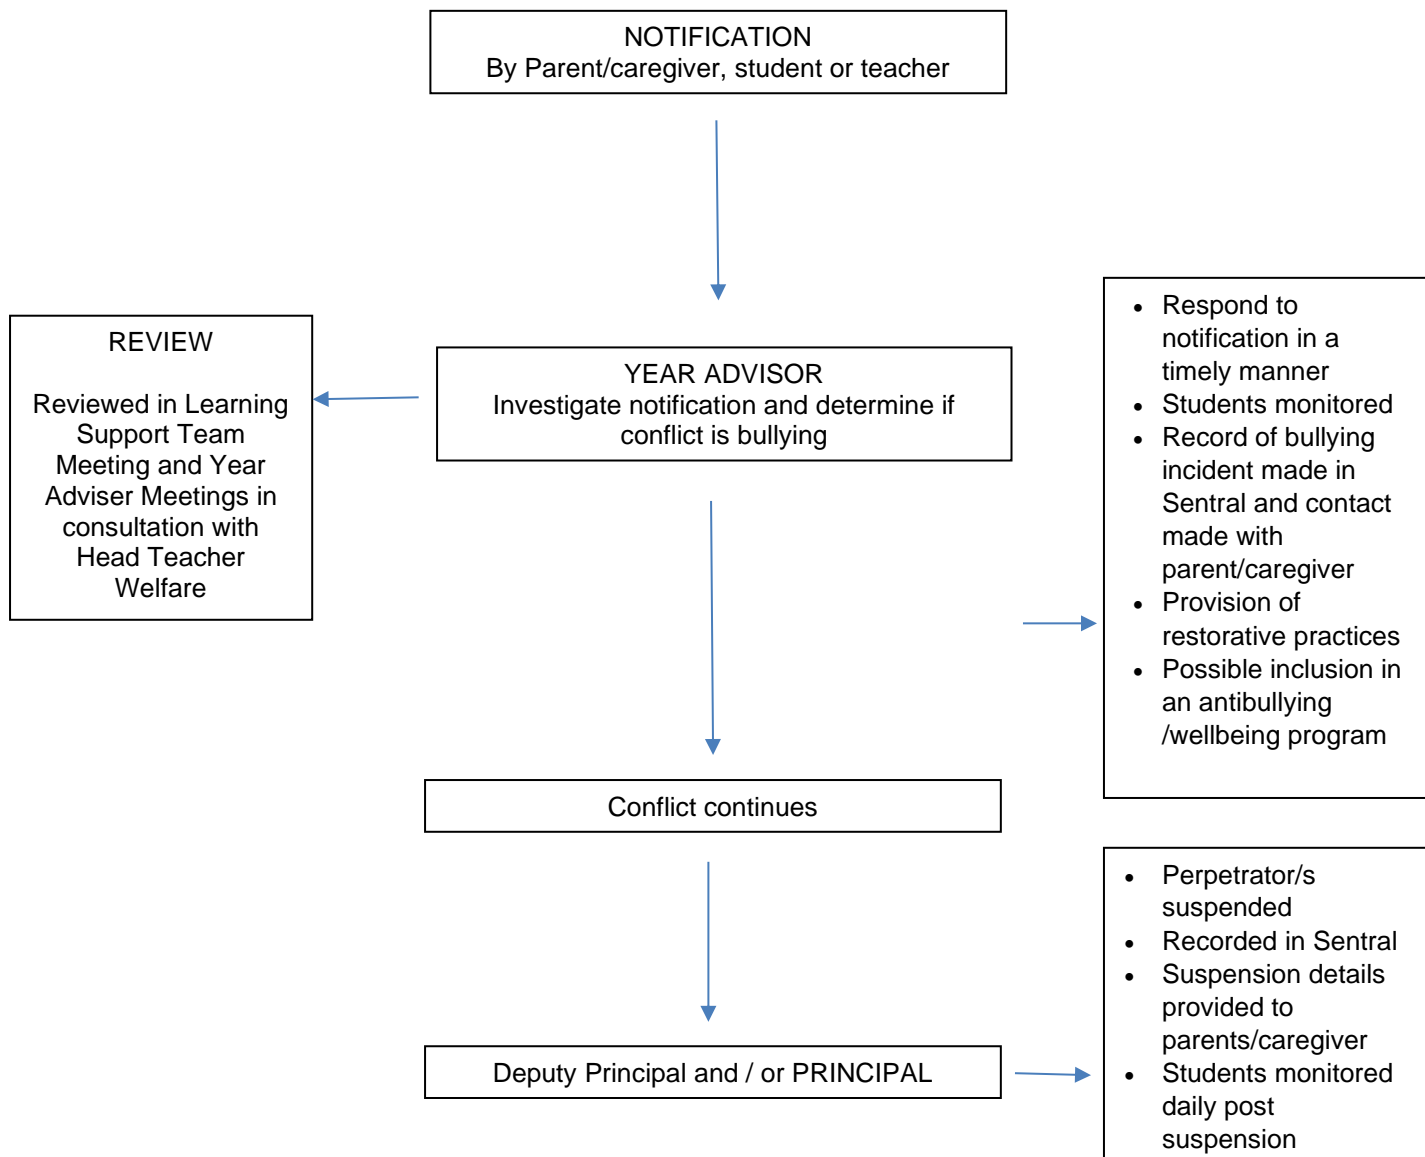 NOTIFICATION
By Parent/caregiver, student or teacher
REVIEW
Reviewed in Learning
Support Team
Meeting and Year
Adviser Meetings in
consultation with
Head Teacher
Welfare
YEAR ADVISOR
Investigate notification and determine if
conflict is bullying
• Respond to
notification in a
timely manner
• Students monitored
• Record of bullying
incident made in
Sentral and contact
made with
parent/caregiver
• Provision of
restorative practices
• Possible inclusion in
an antibullying
/wellbeing program
Conflict continues
Deputy Principal and / or PRINCIPAL
• Perpetrator/s
suspended
• Recorded in Sentral
• Suspension details
provided to
parents/caregiver
• Students monitored
daily post
suspension